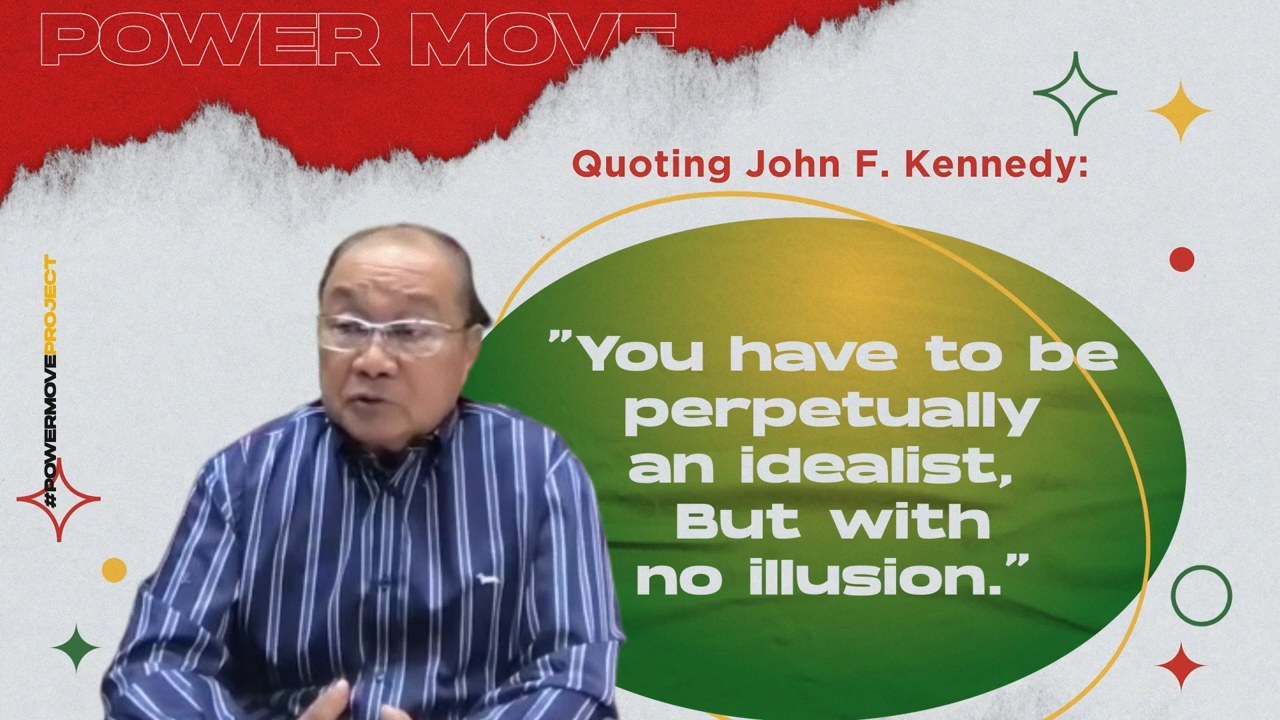 POWER MOVE
Quoting John F. Kennedy:
"You have to be
perpetually
an idealist,
But with
no illusion."
#POWERMOVEPROJECT